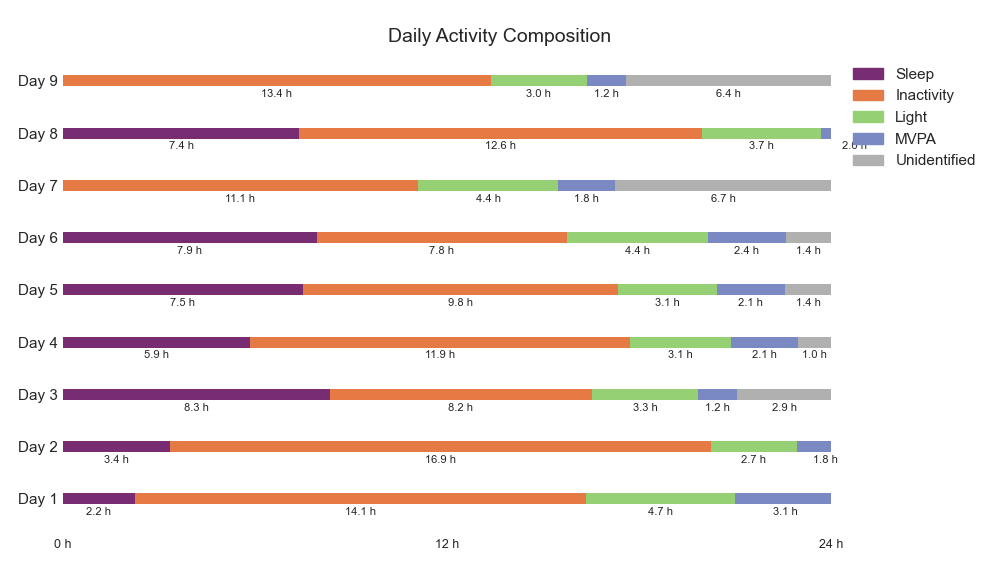 Daily Activity Composition
Day 9
13.4 h 3.0 h 1.2 h 6.4 h
Day 8
7.4 h 12.6 h 3.7 h 2.0 h
Day 7
11.1 h 4.4 h 1.8 h 6.7 h
Day 6
7.9 h 7.8 h 4.4 h 2.4 h 1.4 h
Day 5
7.5 h 9.8 h 3.1 h 2.1 h 1.4 h
Day 4
5.9 h 11.9 h 3.1 h 2.1 h 1.0 h
Day 3
8.3 h 8.2 h 3.3 h 1.2 h 2.9 h
Day 2
3.4 h 16.9 h 2.7 h 1.8 h
Day 1
2.2 h 14.1 h 4.7 h 3.1 h
0 h 12 h 24 h
Sleep
Inactivity
Light
MVPA
Unidentified